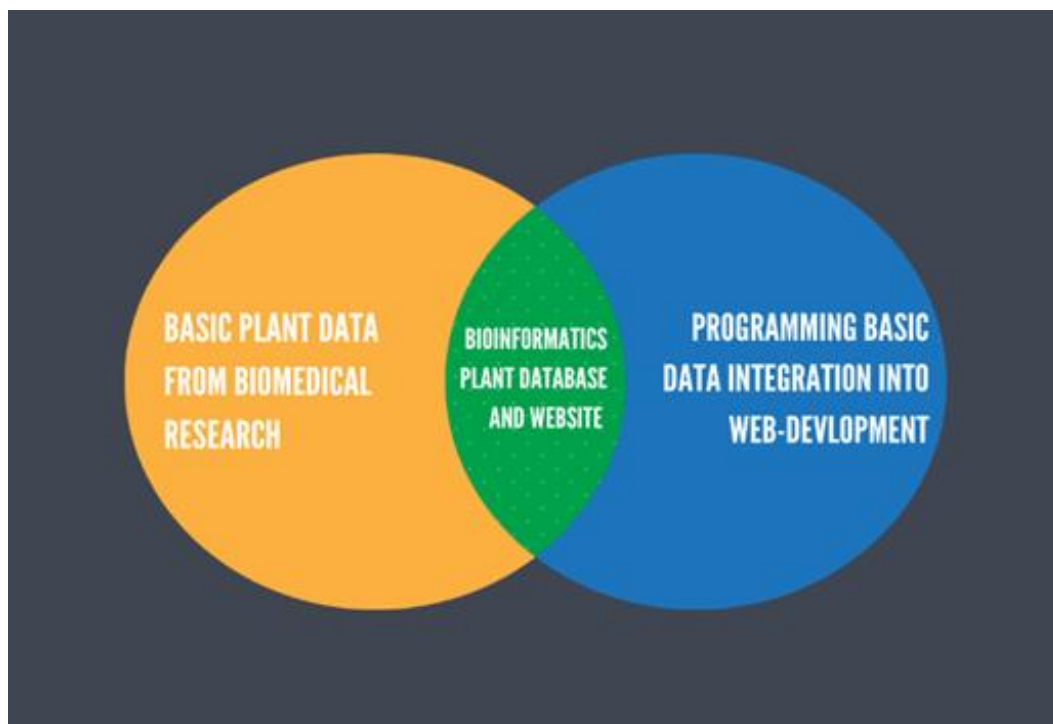 BASIC PLANT DATA
FROM BIOMEDICAL
RESEARCH
BIOINFORMATICS
PLANT DATABASE
AND WEBSITE
PROGRAMMING BASIC
DATA INTEGRATION INTO
WEB-DEVLOPMENT